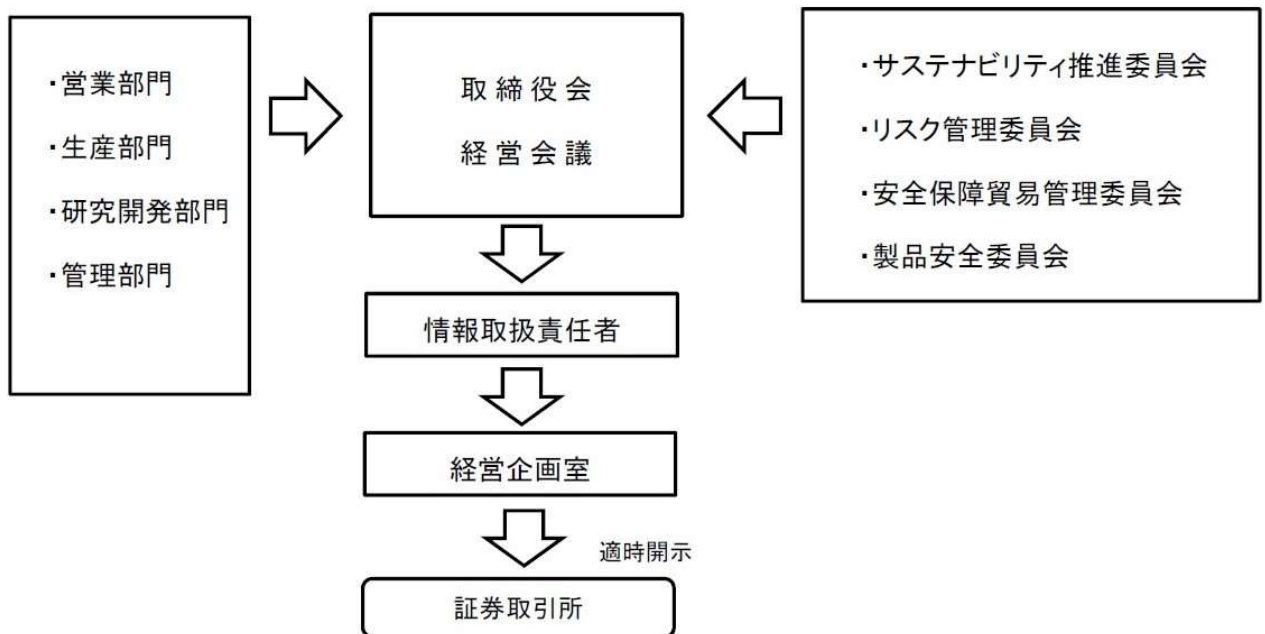 ・営業部門
・生産部門
・研究開発部門
・管理部門
取締役会
経営会議
・サステナビリティ推進委員会
・リスク管理委員会
・安全保障貿易管理委員会
・製品安全委員会
情報取扱責任者
経営企画室
適時開示
証券取引所